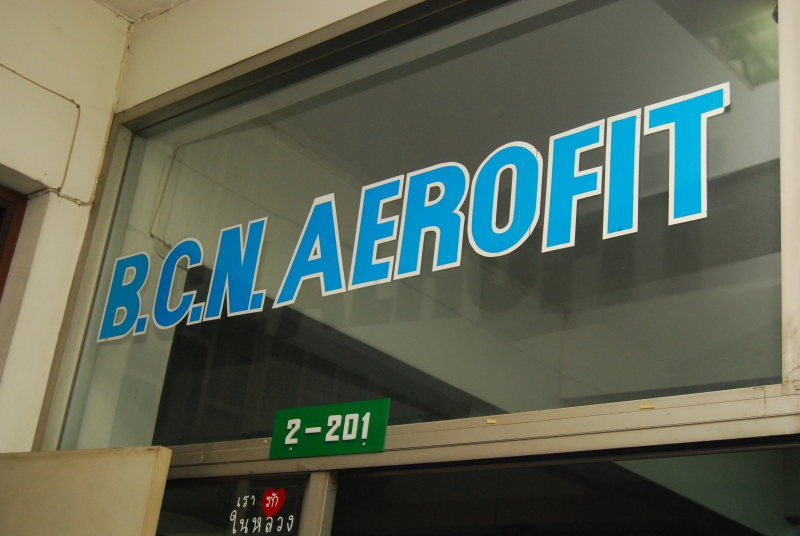 B.C.N. AEROFIT
2-201
เรา รัก
ในหลวง